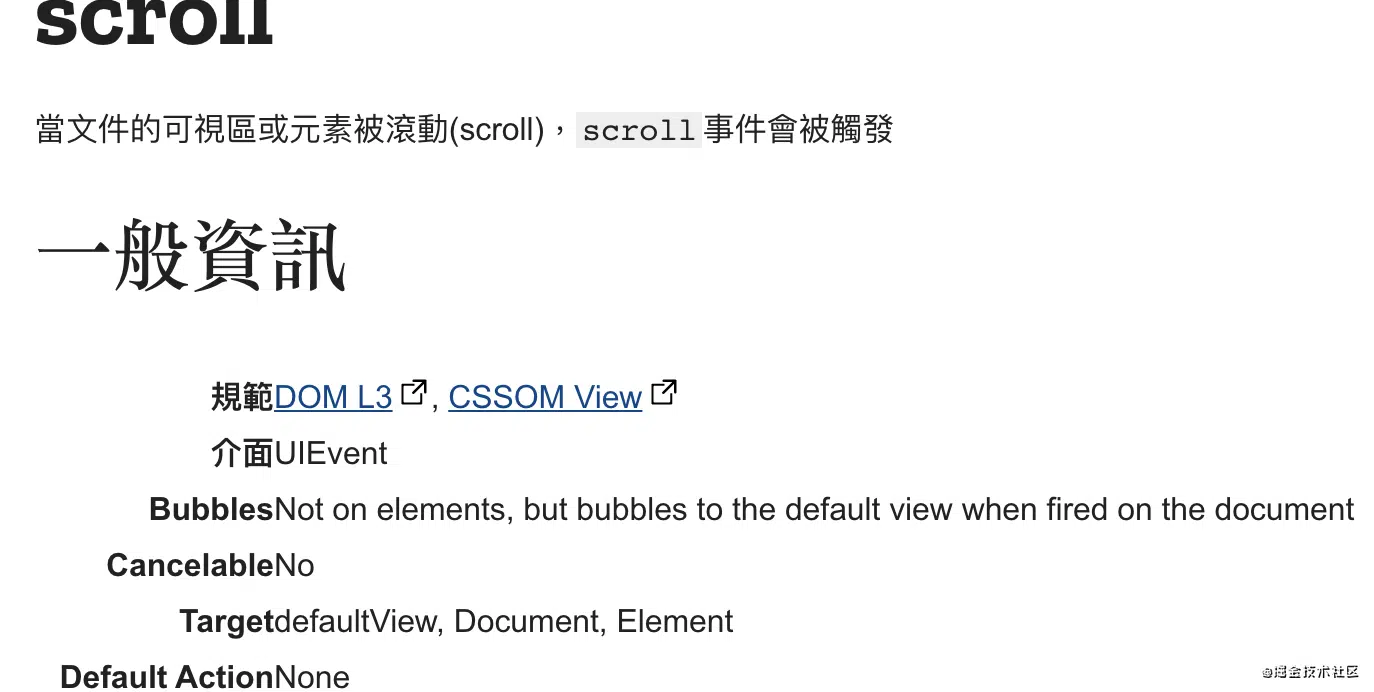 scroll
當文件的可視區或元素被滾動(scroll)，scroll事件會被觸發
一般資訊
規範DOM L3, CSSOM View
介面UIEvent
BubblesNot on elements, but bubbles to the default view when fired on the document
CancelableNo
TargetdefaultView, Document, Element
Default ActionNone
@掘金技术社区